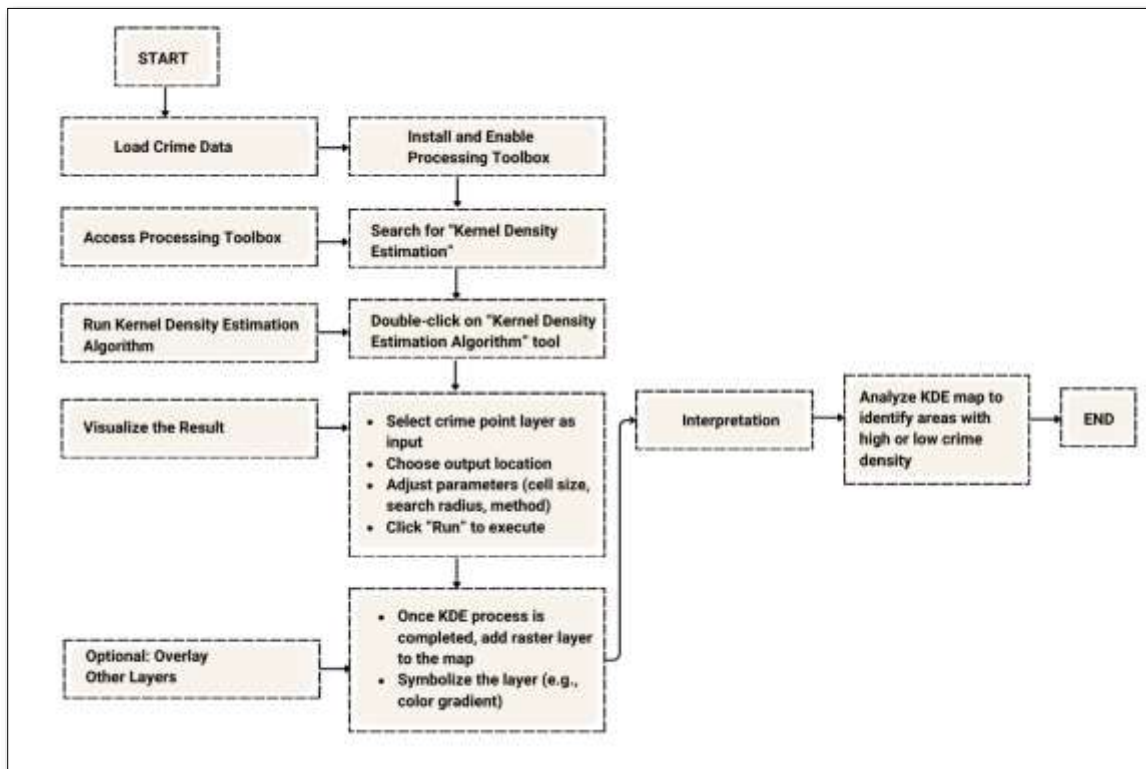 START
Load Crime Data
Install and Enable
Processing Toolbox
Access Processing Toolbox
Search for "Kernel Density
Estimation"
Run Kernel Density Estimation
Algorithm
Double-click on "Kernel Density
Estimation Algorithm" tool
Visualize the Result
• Select crime point layer as
input
• Choose output location
• Adjust parameters (cell size,
search radius, method)
• Click "Run" to execute
Interpretation
Analyze KDE map to
identify areas with
high or low crime
density
END
Optional: Overlay
Other Layers
• Once KDE process is
completed, add raster layer
to the map
• Symbolize the layer (e.g.,
color gradient)